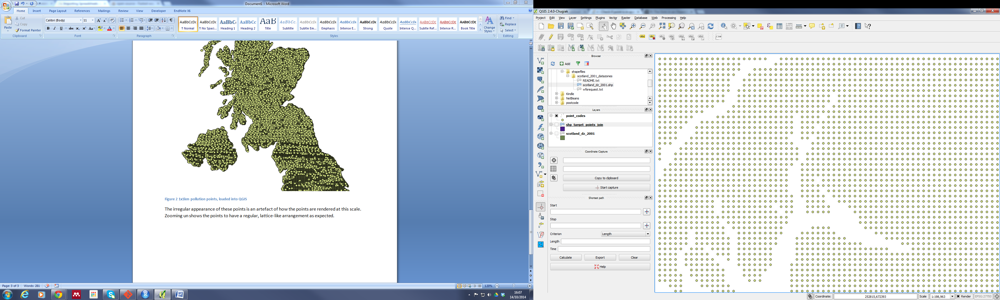 Document1 - Microsoft Word
Home Insert Page Layout References Mailings Review View Developer EndNote X6
Paste
Cut
Copy
Format Painter
Clipboard
Calibri (Body) 11
Font
Paragraph
AaBbCcDc AaBbCcDc AaBbC AaBbCc AaB AaBbCc. AaBbCcDc AaBbCcDc AaBbCcDc AaBbCcDc AaBbCcDc AaBbCcDc AABBCCDC AABBCCDC AABBCCDC
¶ Normal ¶ No Spaci... Heading 1 Heading 2 Title Subtitle Subtle Em... Emphasis Intense E... Strong Quote Intense Q... Subtle Ref... Intense R... Book Title
Styles
Change Styles
Find
Replace
Select
Editing
Figure 2 1x1km pollution points, loaded into QGIS
The irregular appearance of these points is an artefact of how the points are rendered at this scale.
Zooming un shows the points to have a regular, lattice-like arrangement as expected.
Page: 3 of 3 Words: 281
120%
16:07
14/10/2014
QGIS 2.4.0-Chugiak
Project Edit View Layer Settings Plugins Vector Raster Database Web Processing Help
CSW
Browser
Add
shapefiles
scotland_2001_datazones
README.txt
scotland_dz_2001.shp
wfsrequest.txt
Kindle
NetBeans
postcode
Layers
point_codes
shp_target_points_join
scotland_dz_2001
Coordinate Capture
Copy to clipboard
Start capture
Shortest path
Start
Stop
Criterion Length
Length
Time
Calculate Export Clear
Help
Coordinate: 252815,672393 Scale 1:198,963 Render EPSG:27700